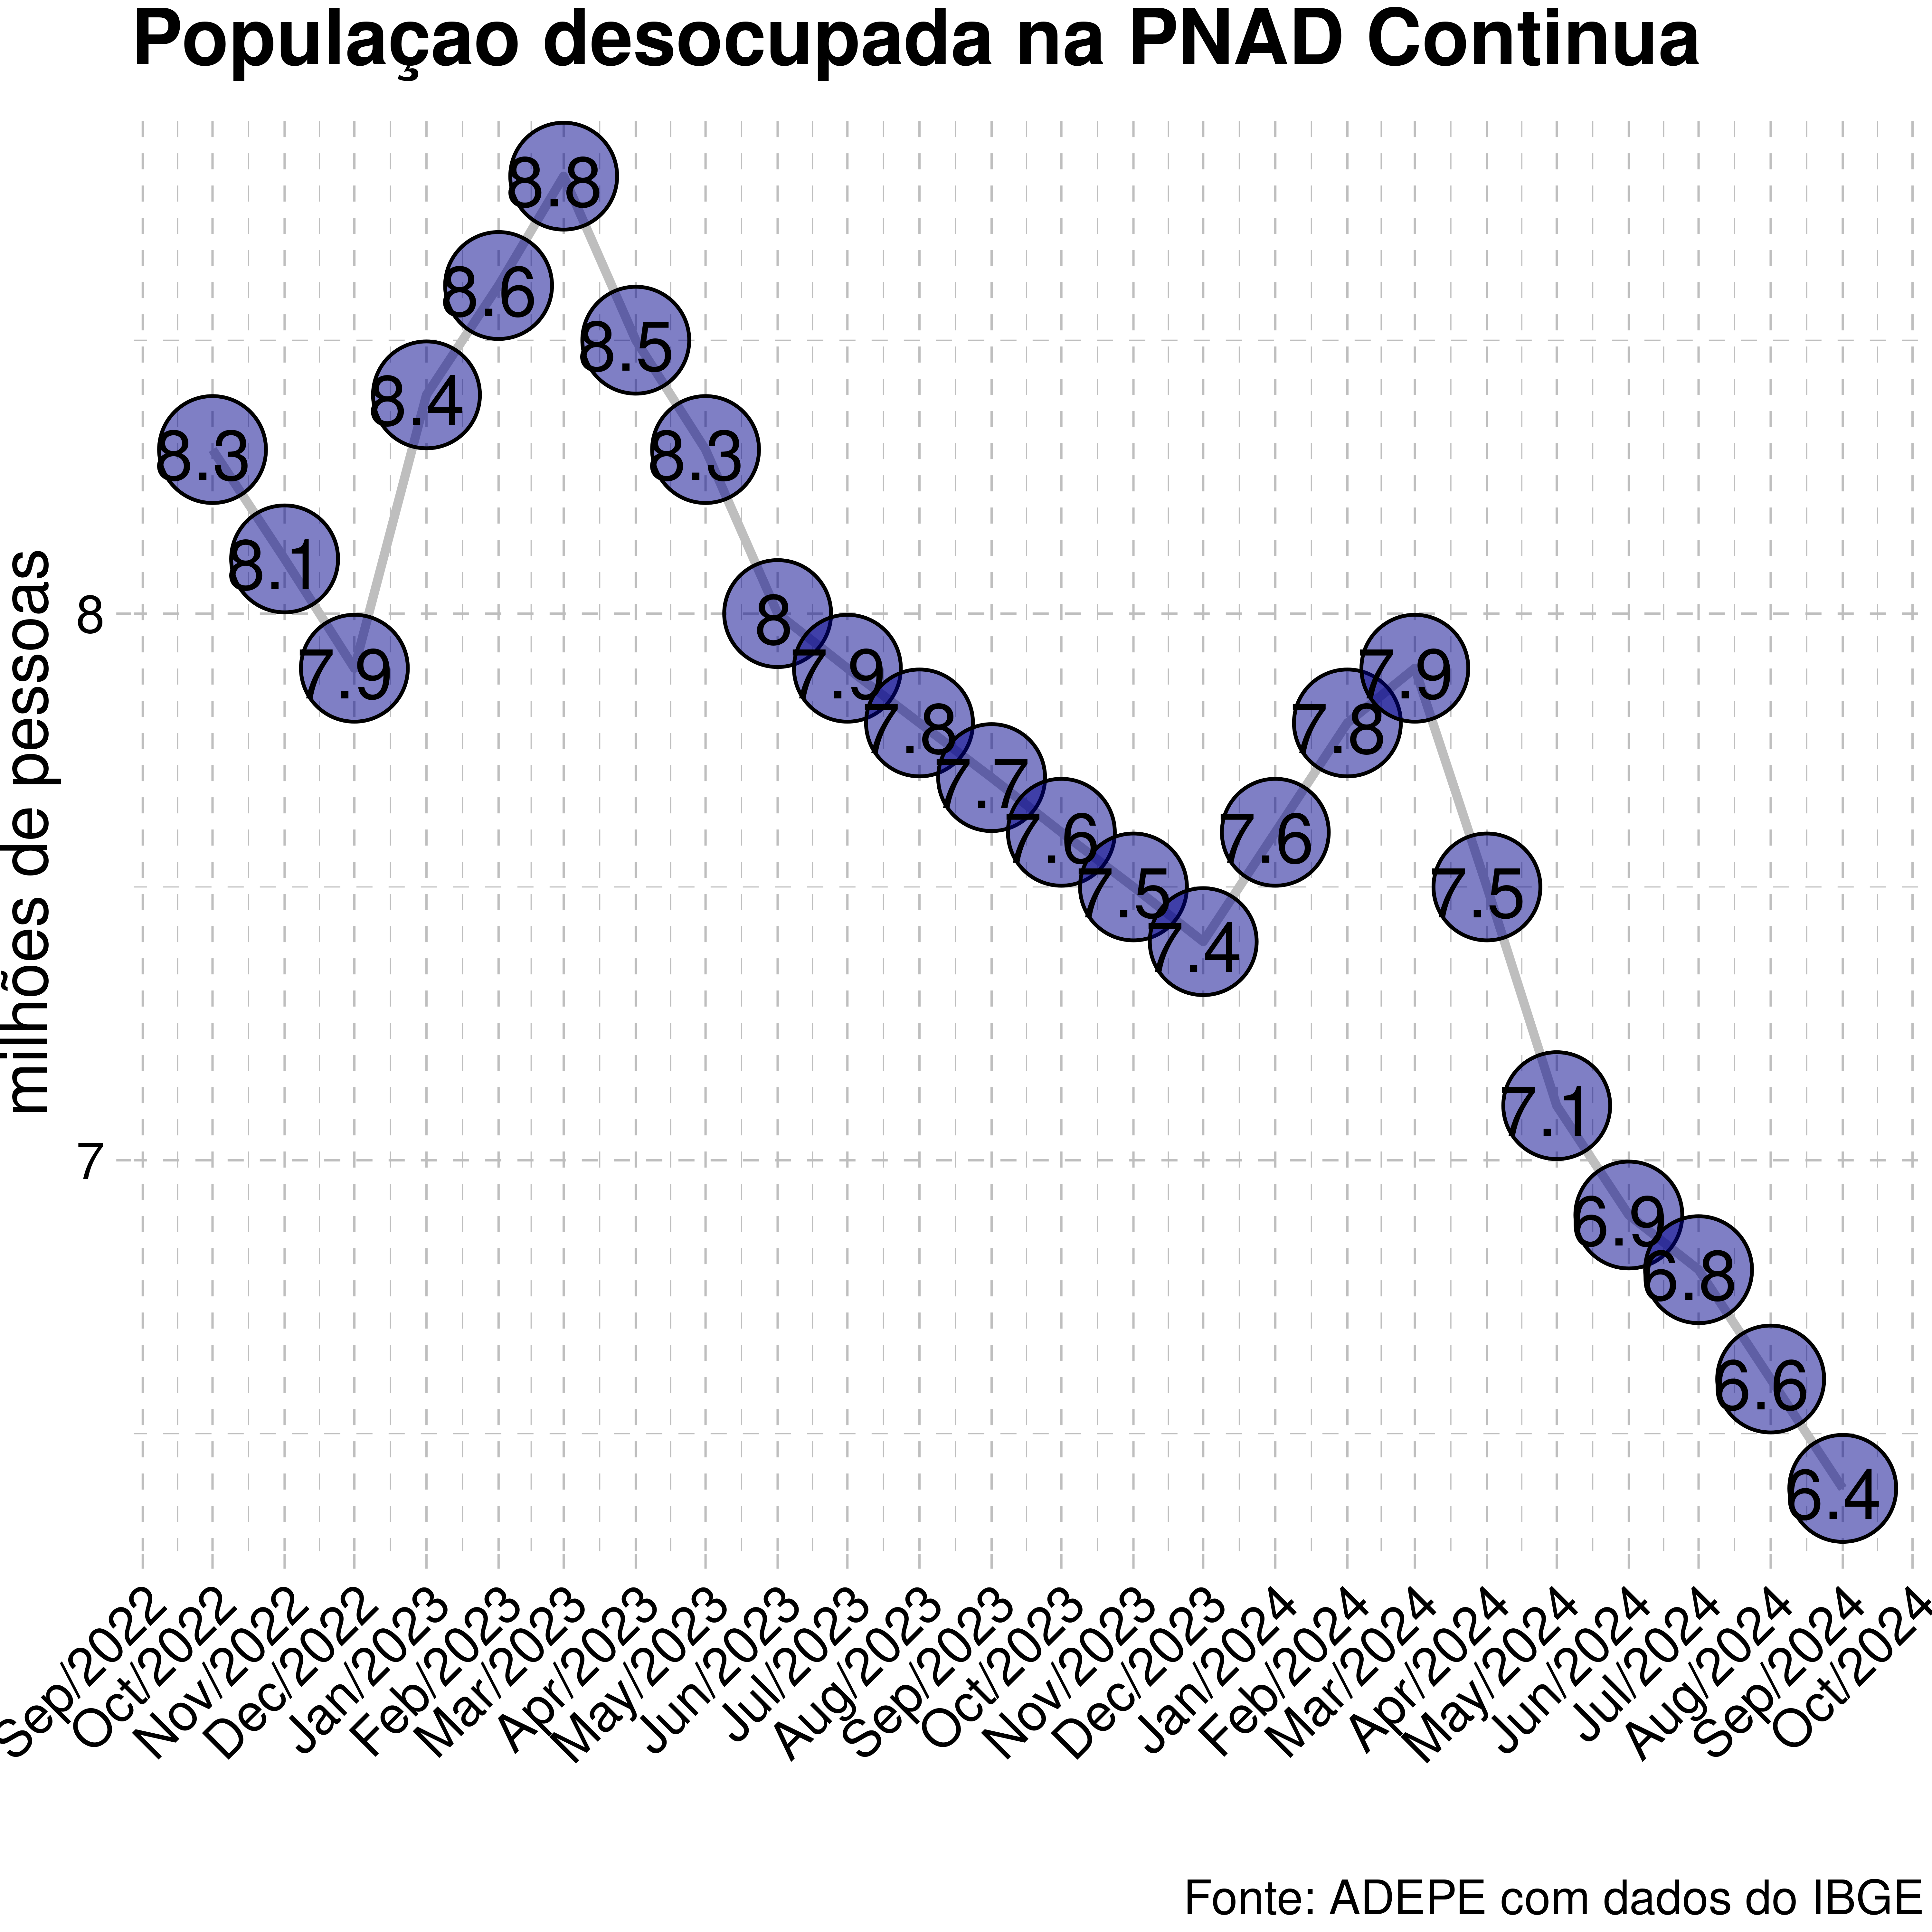 Populaçao desocupada na PNAD Continua
milhões de pessoas
8
7
8.3
8.1
7.9
8.4
8.6
8.8
8.5
8.3
8
7.9
7.8
7.7
7.6
7.5
7.4
7.6
7.8
7.9
7.5
7.1
6.9
6.8
6.6
6.4
Sep/2022
Oct/2022
Nov/2022
Dec/2022
Jan/2023
Feb/2023
Mar/2023
Apr/2023
May/2023
Jun/2023
Jul/2023
Aug/2023
Sep/2023
Oct/2023
Nov/2023
Dec/2023
Jan/2024
Feb/2024
Mar/2024
Apr/2024
May/2024
Jun/2024
Jul/2024
Aug/2024
Sep/2024
Oct/2024
Fonte: ADEPE com dados do IBGE